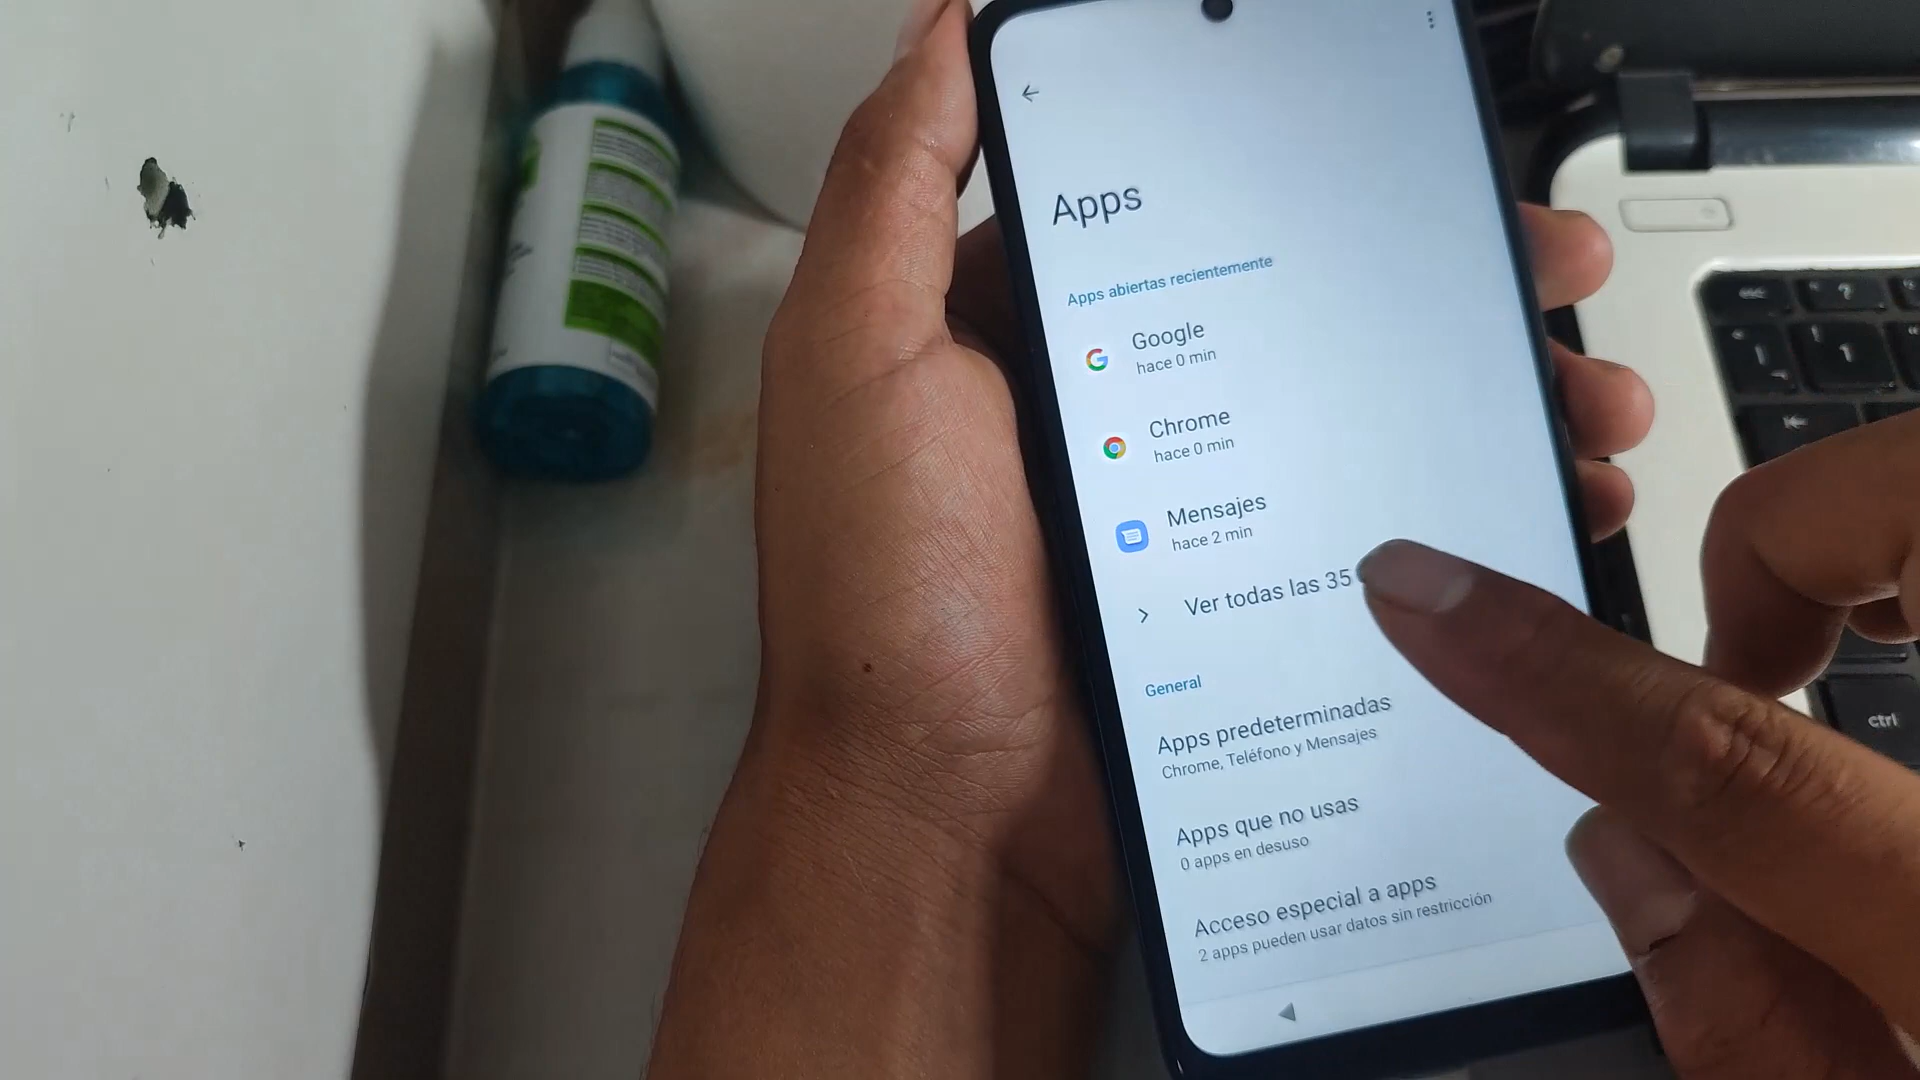 Apps
Apps abiertas recientemente
Google
hace 0 min
Chrome
hace 0 min
Mensajes
hace 2 min
Ver todas las 35
General
Apps predeterminadas
Chrome, Teléfono y Mensajes
Apps que no usas
0 apps en desuso
Acceso especial a apps
2 apps pueden usar datos sin restricción
esc
?
1
ctrl